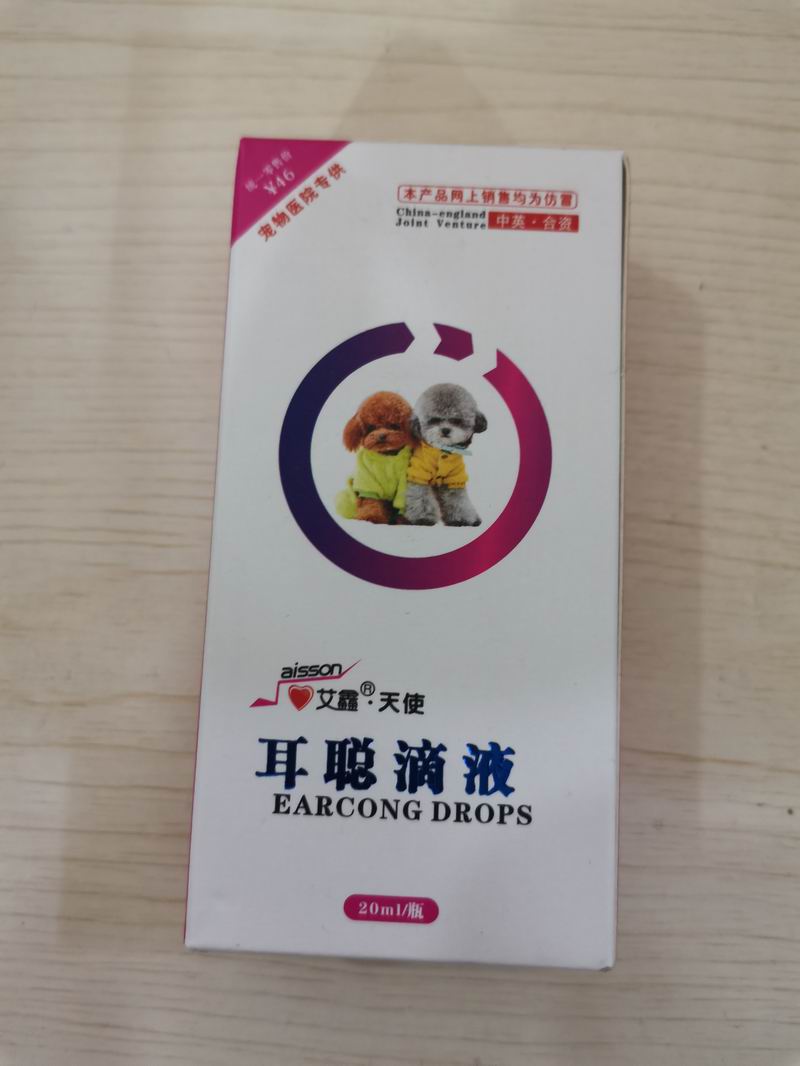 统一零售价
¥46
宠物医院专供
本产品网上销售均为仿冒
China-england
Joint Venture
中英·合资
aisson
艾鑫®·天使
耳聪滴液
EARCONG DROPS
20ml/瓶